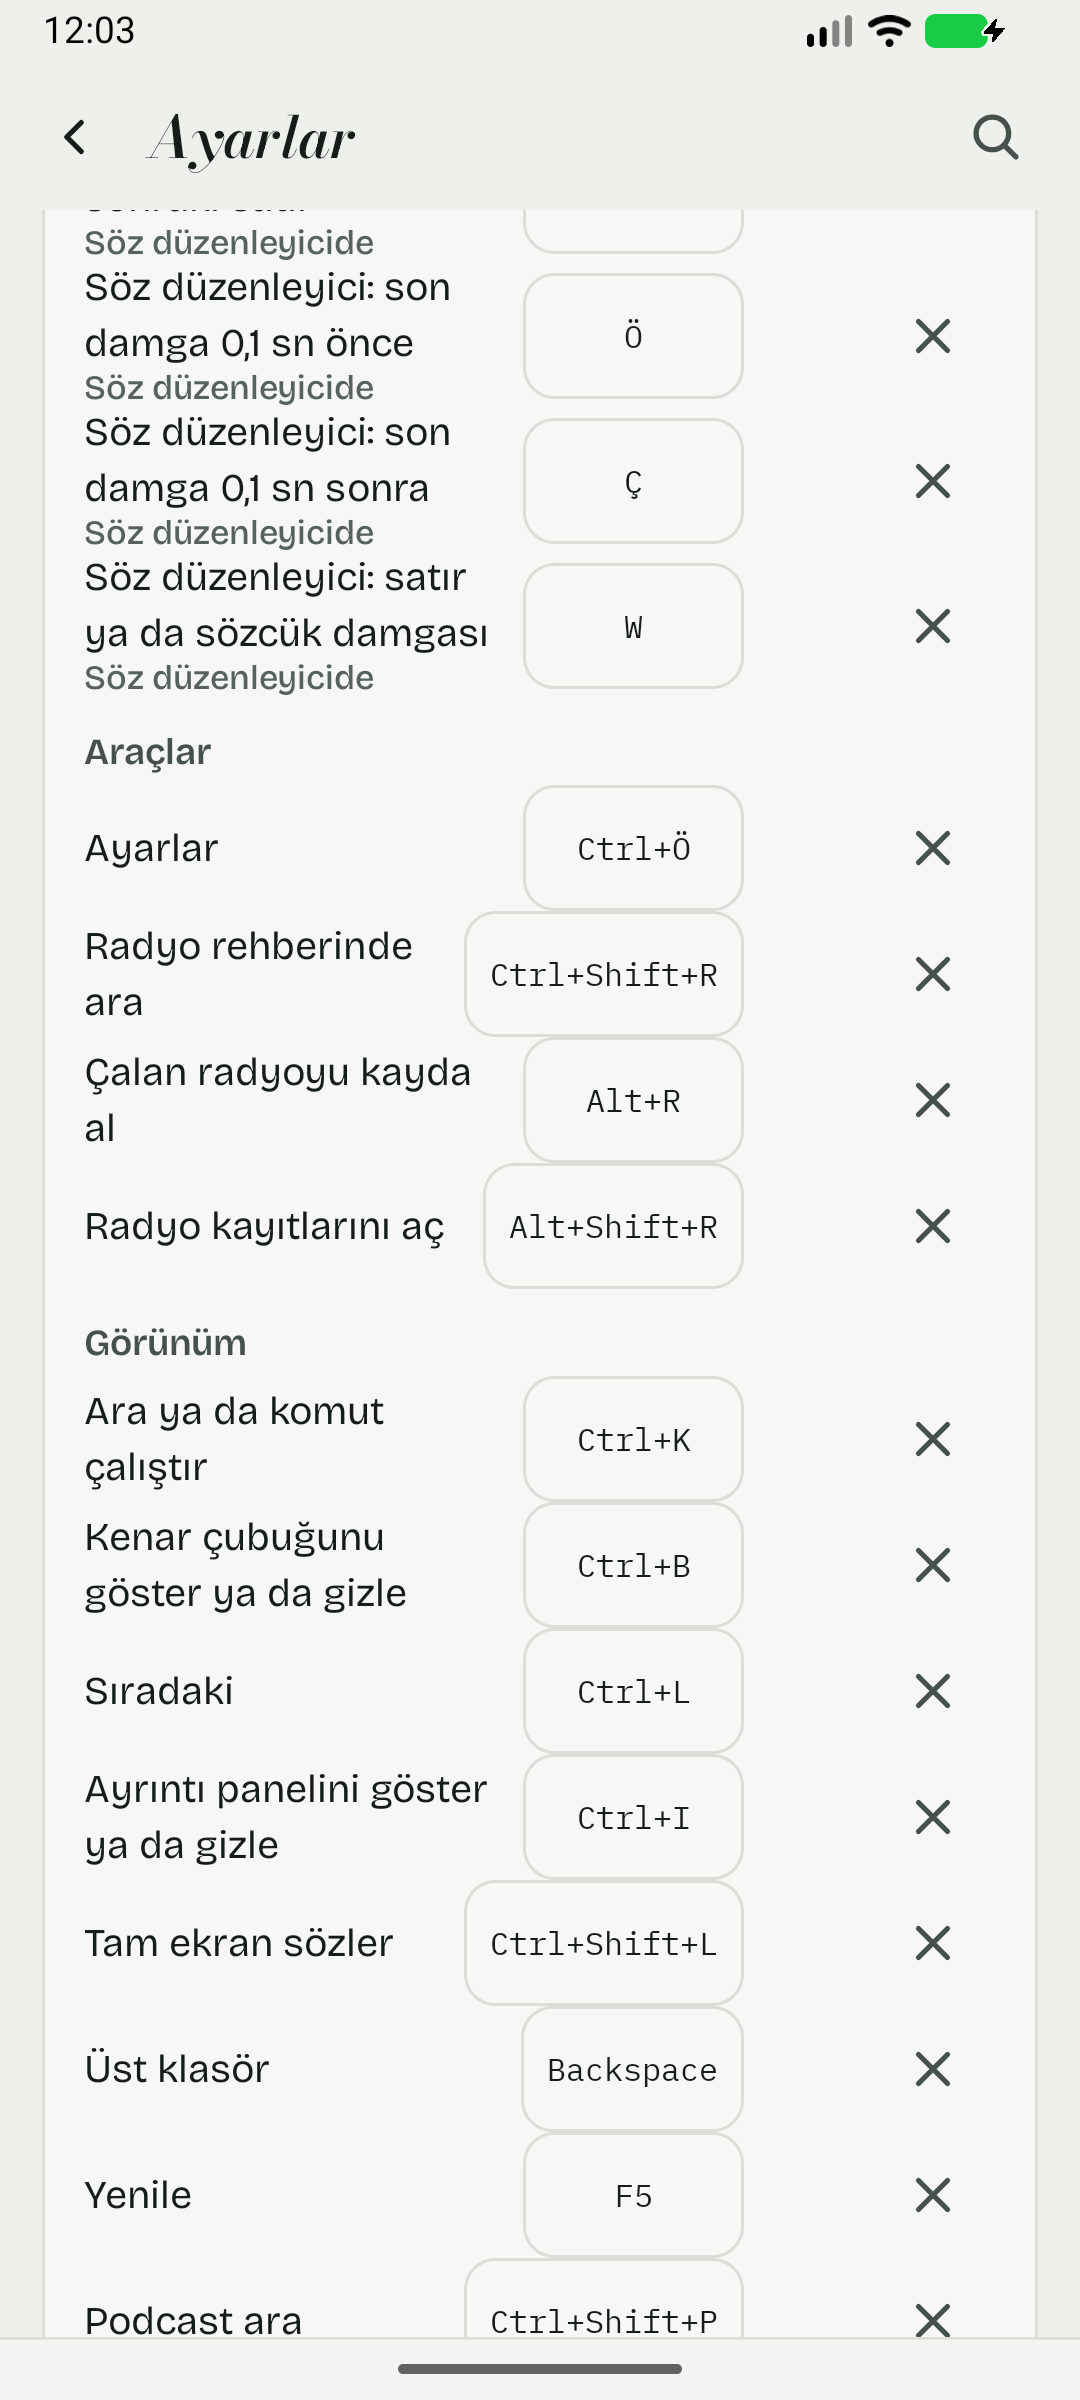 12:03
Ayarlar
Söz düzenleyicide
Söz düzenleyici: son
damga 0,1 sn önce
Ö
Söz düzenleyicide
Söz düzenleyici: son
damga 0,1 sn sonra
Ç
Söz düzenleyicide
Söz düzenleyici: satır
ya da sözcük damgası
W
Söz düzenleyicide
Araçlar
Ayarlar
Ctrl+Ö
Radyo rehberinde
ara
Ctrl+Shift+R
Çalan radyoyu kayda
al
Alt+R
Radyo kayıtlarını aç
Alt+Shift+R
Görünüm
Ara ya da komut
çalıştır
Ctrl+K
Kenar çubuğunu
göster ya da gizle
Ctrl+B
Sıradaki
Ctrl+L
Ayrıntı panelini göster
ya da gizle
Ctrl+I
Tam ekran sözler
Ctrl+Shift+L
Üst klasör
Backspace
Yenile
F5
Podcast ara
Ctrl+Shift+P